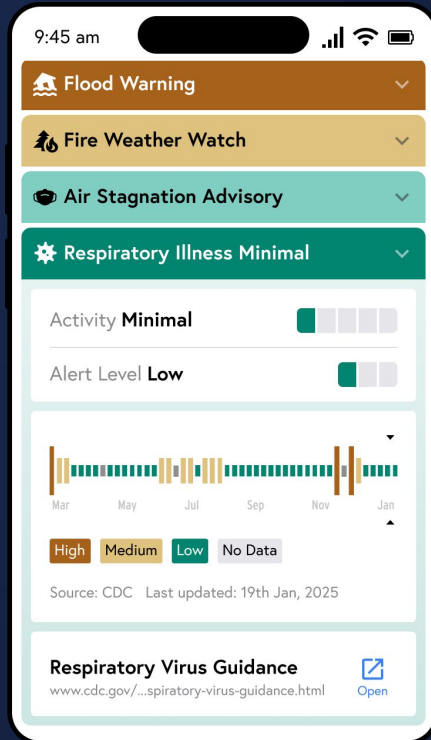 9:45 am
Flood Warning
Fire Weather Watch
Air Stagnation Advisory
Respiratory Illness Minimal
Activity Minimal
Alert Level Low
Mar May Jul Sep Nov Jan
High Medium Low No Data
Source: CDC Last updated: 19th Jan, 2025
Respiratory Virus Guidance
www.cdc.gov/...spiratory-virus-guidance.html
Open